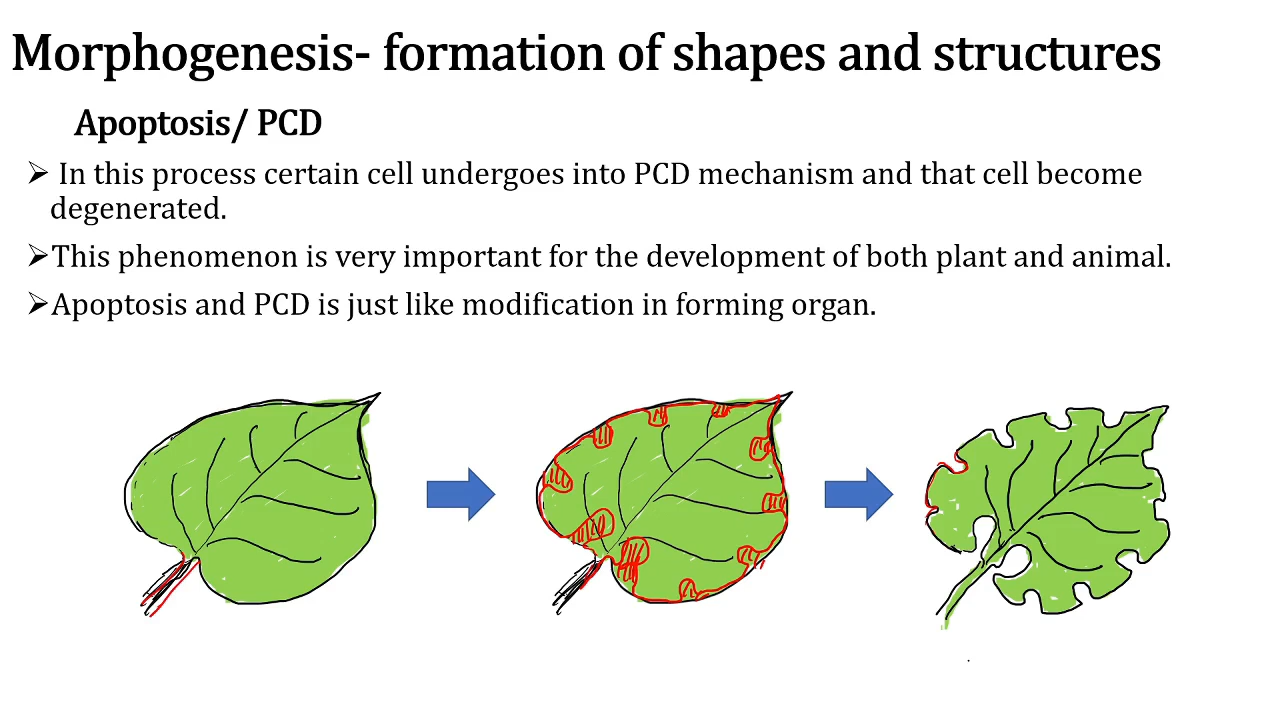 Morphogenesis- formation of shapes and structures
Apoptosis/ PCD
➢ In this process certain cell undergoes into PCD mechanism and that cell become
degenerated.
➢This phenomenon is very important for the development of both plant and animal.
➢Apoptosis and PCD is just like modification in forming organ.